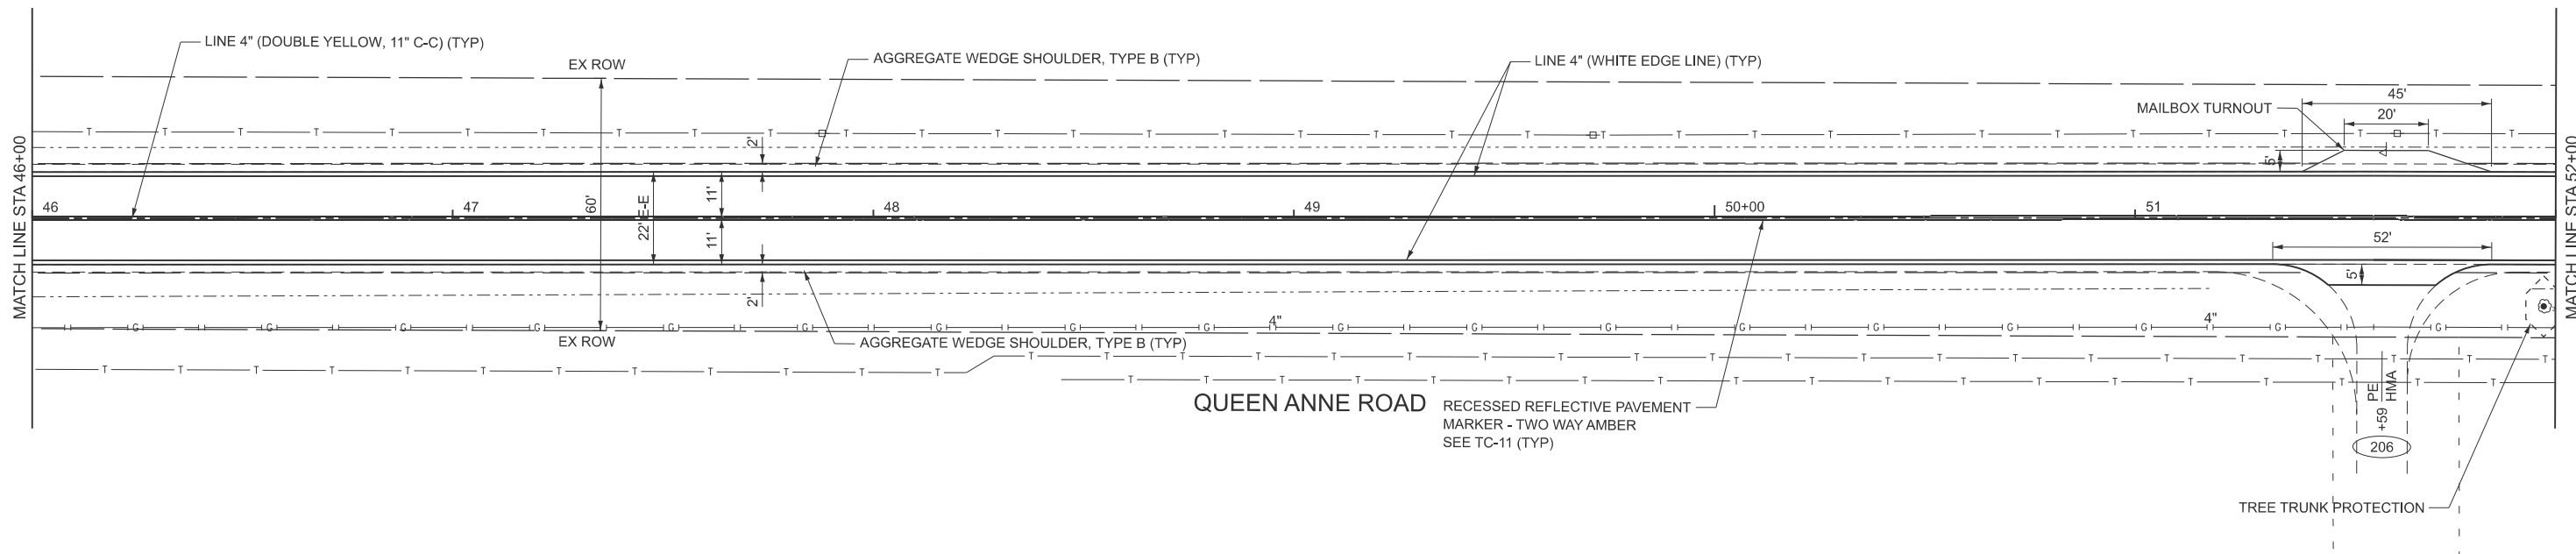 LINE 4" (DOUBLE YELLOW, 11" C-C) (TYP)
EX ROW
AGGREGATE WEDGE SHOULDER, TYPE B (TYP)
LINE 4" (WHITE EDGE LINE) (TYP)
45'
MAILBOX TURNOUT
20'
T T T T T T T T T T T T T T T T T T T T T T T T T T T T T T T T T
2'
5'
MATCH LINE STA 46+00
MATCH LINE STA 52+00
46
47
48
49
50+00
51
60'
22' E-E
11'
11'
52'
5'
2'
G G G G G G G G G G G G G G G G G G
4"
4"
EX ROW
AGGREGATE WEDGE SHOULDER, TYPE B (TYP)
T T T T T T T T T T T T T T T T T T T T T T T T T T T T T T T T T
T T T T T T T T T T T T T T T T T T T
QUEEN ANNE ROAD
RECESSED REFLECTIVE PAVEMENT
MARKER - TWO WAY AMBER
SEE TC-11 (TYP)
PE
HMA
+59
206
TREE TRUNK PROTECTION